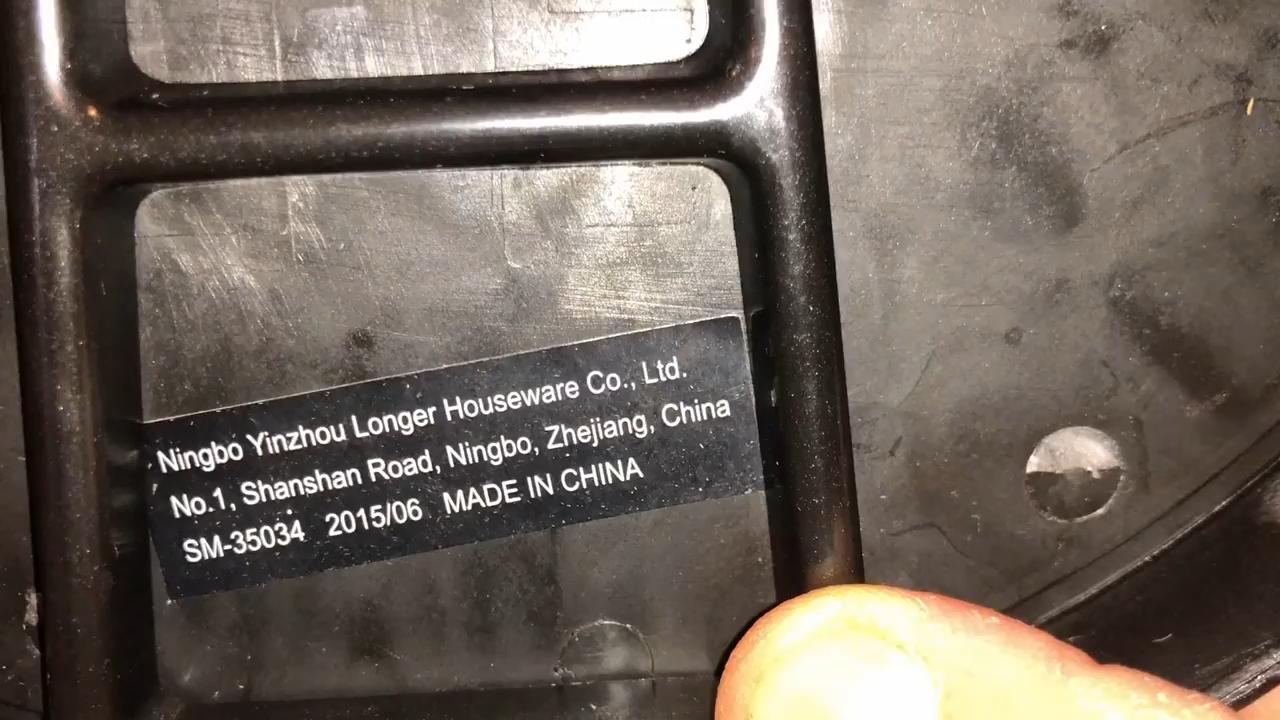 Ningbo Yinzhou Longer Houseware Co., Ltd.
No.1, Shanshan Road, Ningbo, Zhejiang, China
SM-35034 2015/06 MADE IN CHINA